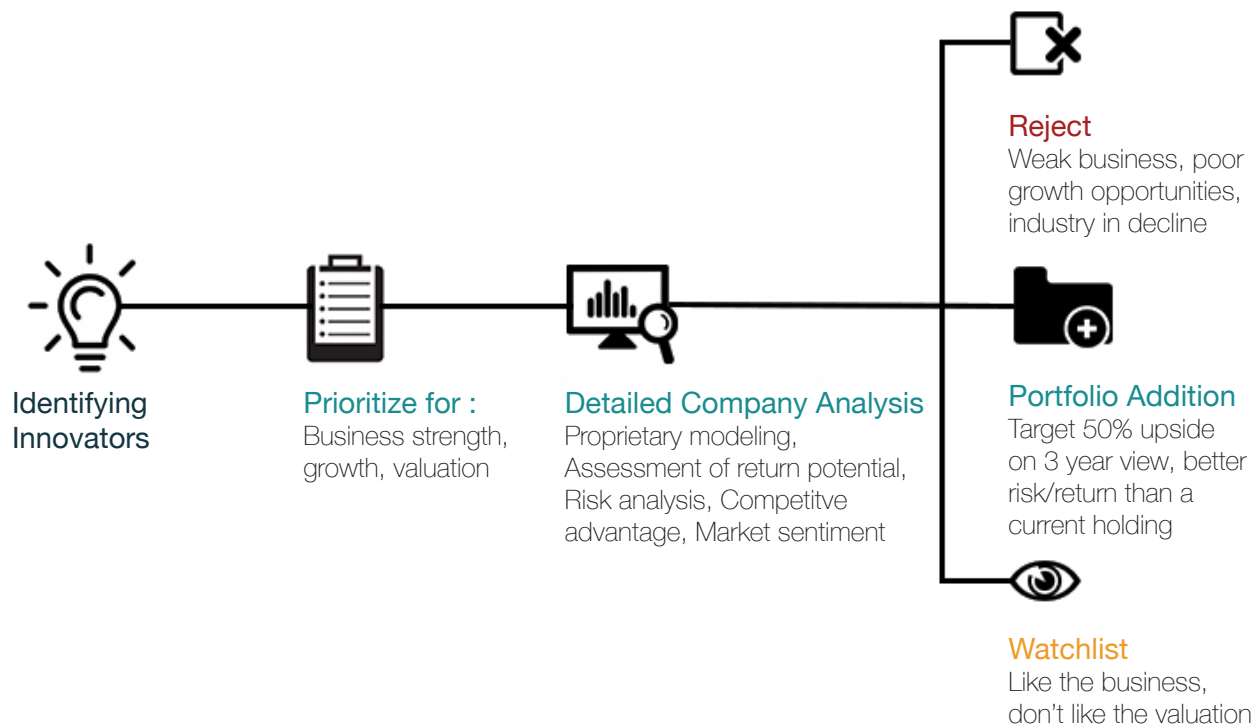 Identifying
Innovators
Prioritize for :
Business strength,
growth, valuation
Detailed Company Analysis
Proprietary modeling,
Assessment of return potential,
Risk analysis, Competitve
advantage, Market sentiment
Reject
Weak business, poor
growth opportunities,
industry in decline
Portfolio Addition
Target 50% upside
on 3 year view, better
risk/return than a
current holding
Watchlist
Like the business,
don’t like the valuation